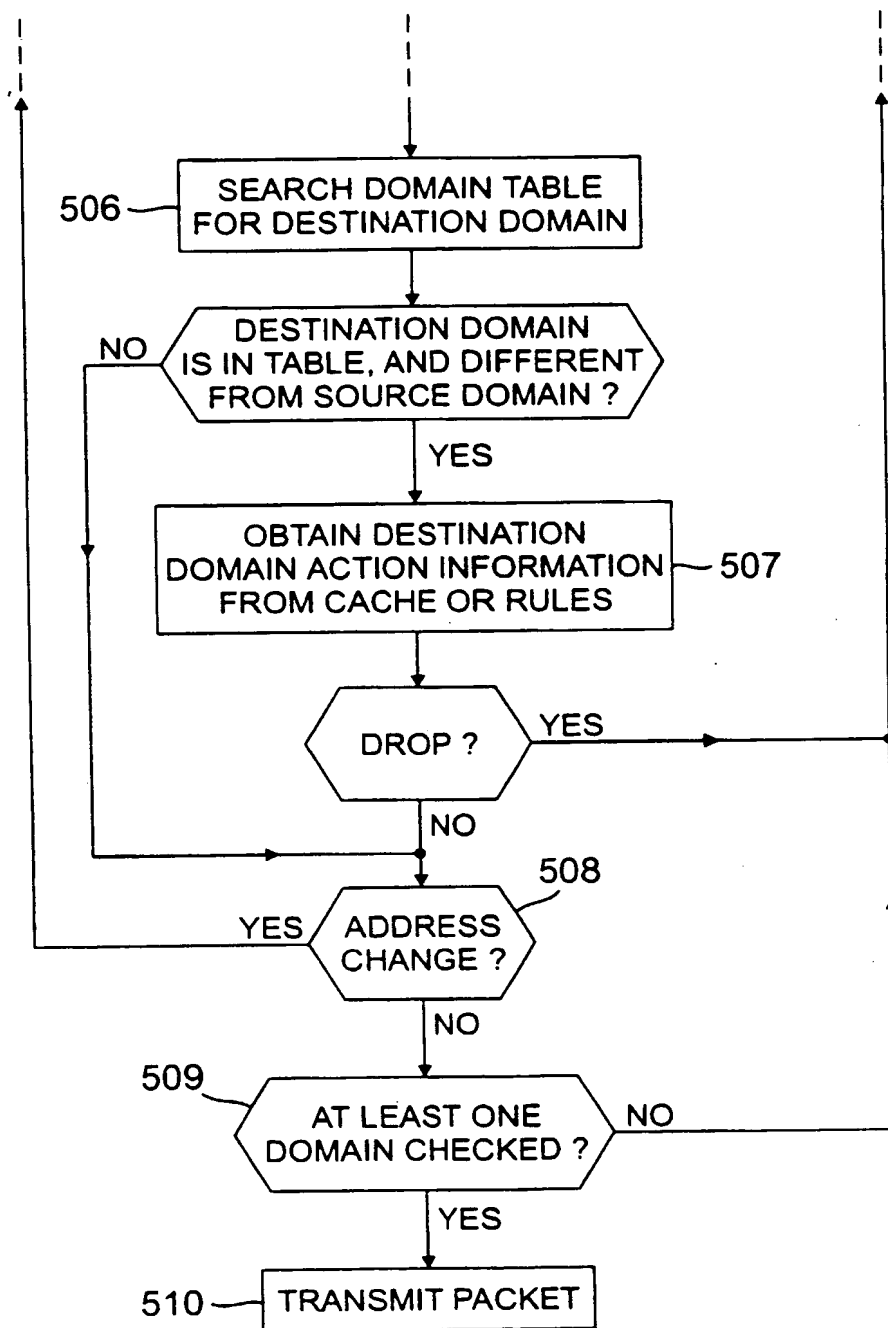 506
SEARCH DOMAIN TABLE
FOR DESTINATION DOMAIN
NO
DESTINATION DOMAIN
IS IN TABLE, AND DIFFERENT
FROM SOURCE DOMAIN ?
YES
OBTAIN DESTINATION
DOMAIN ACTION INFORMATION
FROM CACHE OR RULES
507
DROP ?
YES
NO
508
YES
ADDRESS
CHANGE ?
NO
509
AT LEAST ONE
DOMAIN CHECKED ?
NO
YES
510
TRANSMIT PACKET